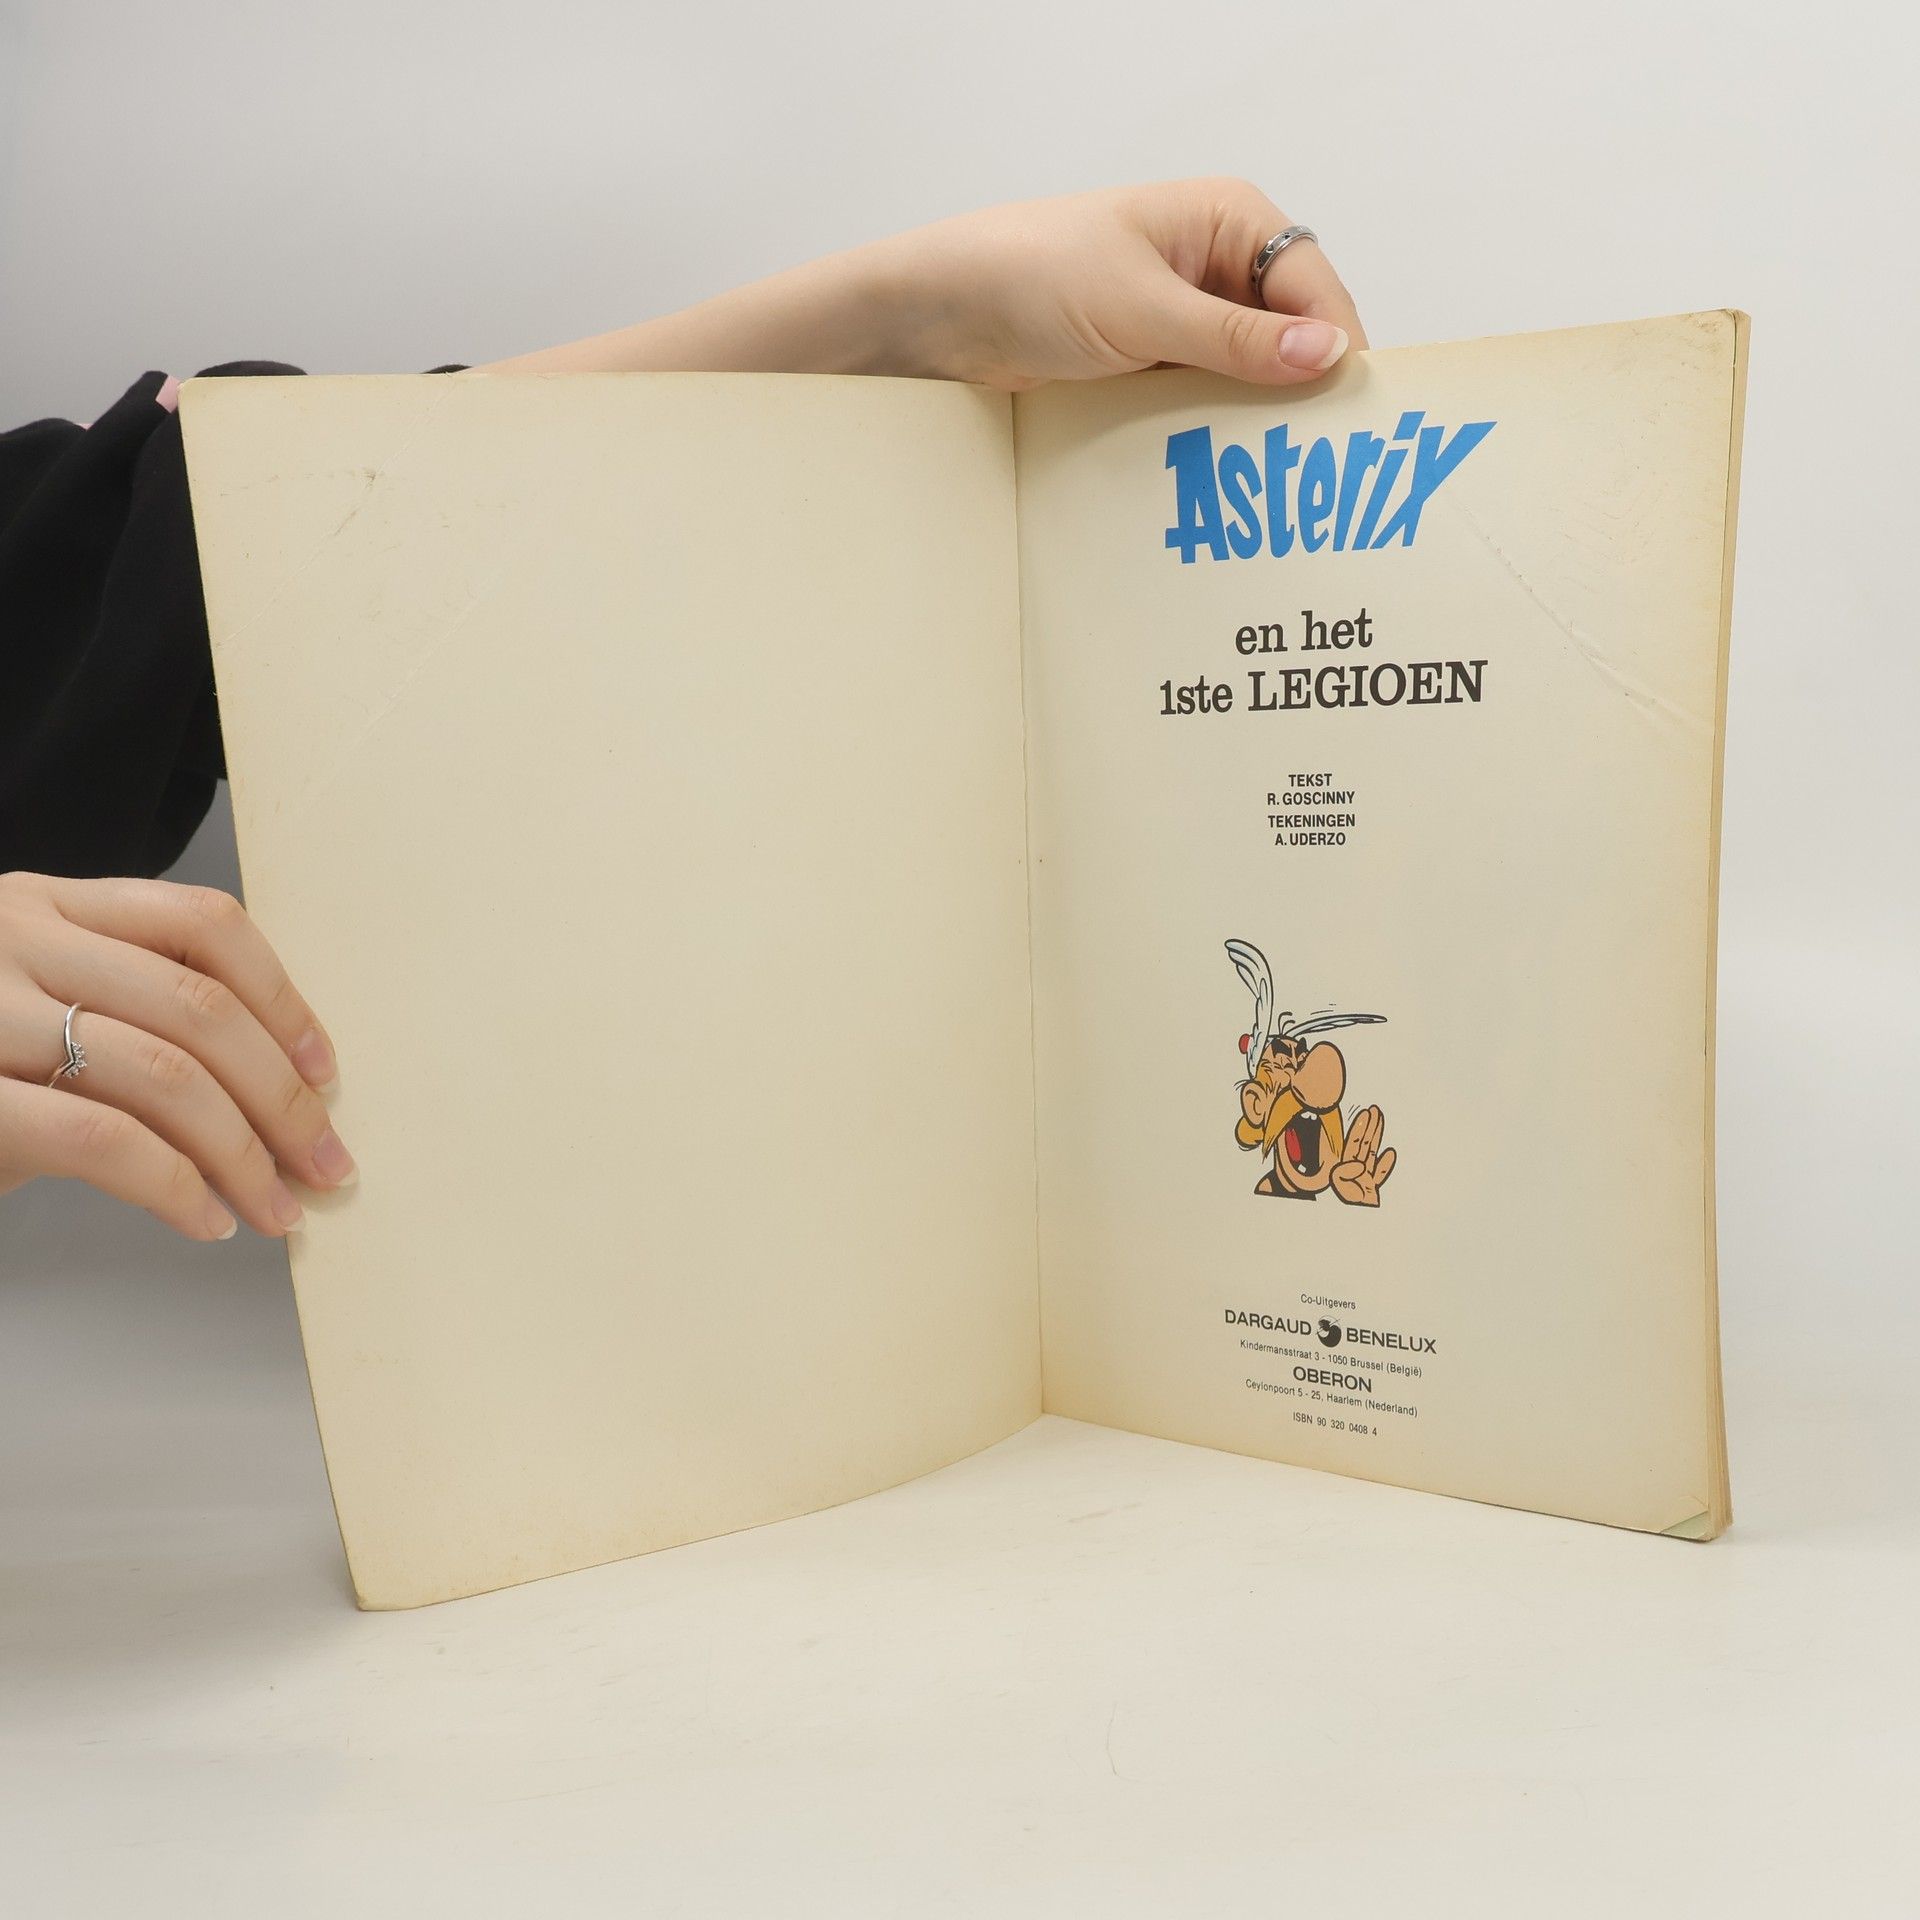 Asterix
en het
1ste LEGIOEN
TEKST
R. GOSCINNY
TEKENINGEN
A. UDERZO
Co-Uitgevers
DARGAUD BENELUX
Kindermansstraat 3 - 1050 Brussel (België)
OBERON
Ceylonpoort 5 - 25, Haarlem (Nederland)
ISBN 90 320 0408 4